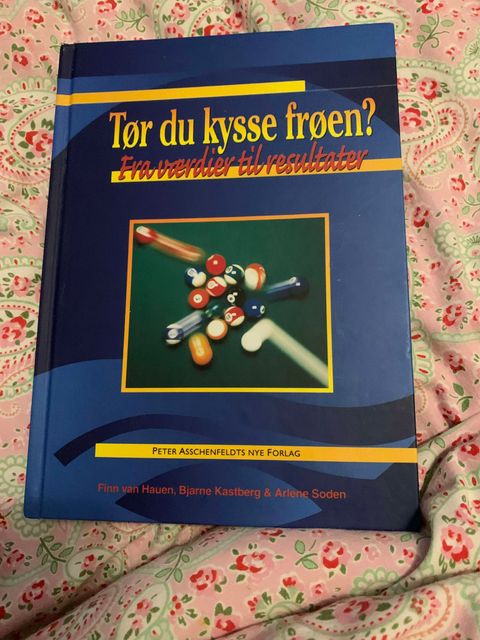 Tør du kysse frøen?
Fra værdier til resultater
PETER ASSCHENFELDTS NYE FORLAG
Finn van Hauen, Bjarne Kastberg & Arlene Soden